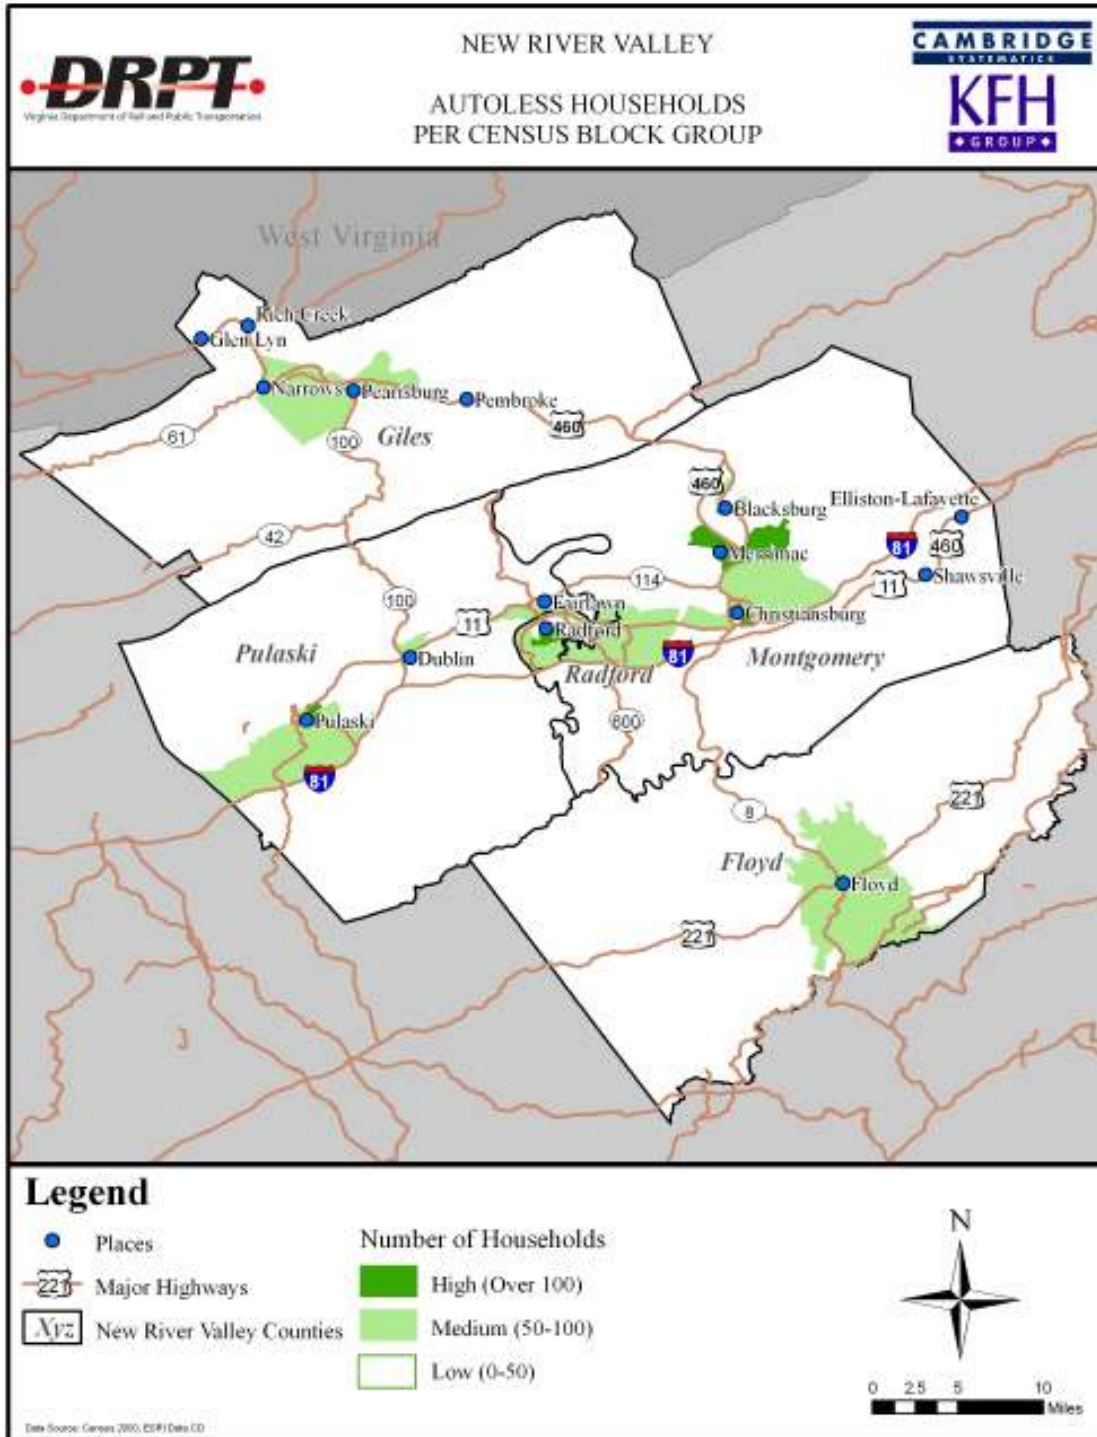 DRPT
Virginia Department of Rail and Public Transportation
NEW RIVER VALLEY
AUTOLESS HOUSEHOLDS
PER CENSUS BLOCK GROUP
CAMBRIDGE
SYSTEMATICS
KFH
GROUP
West Virginia
Rich Creek
Glen Lyn
Narrows
Pearisburg
Pembroke
460
61
100
Giles
460
Blacksburg
Elliston-Lafayette
42
Merrimac
81
460
114
11
Shawsville
100
Fairlawn
11
Christiansburg
Radford
Pulaski
Dublin
81
Montgomery
Radford
Pulaski
600
81
221
8
Floyd
Floyd
221
Legend
Places
221
Major Highways
Xyz
New River Valley Counties
Number of Households
High (Over 100)
Medium (50-100)
Low (0-50)
N
0 2.5 5 10
Miles
Data Source: Census 2000, ESRI Data CD